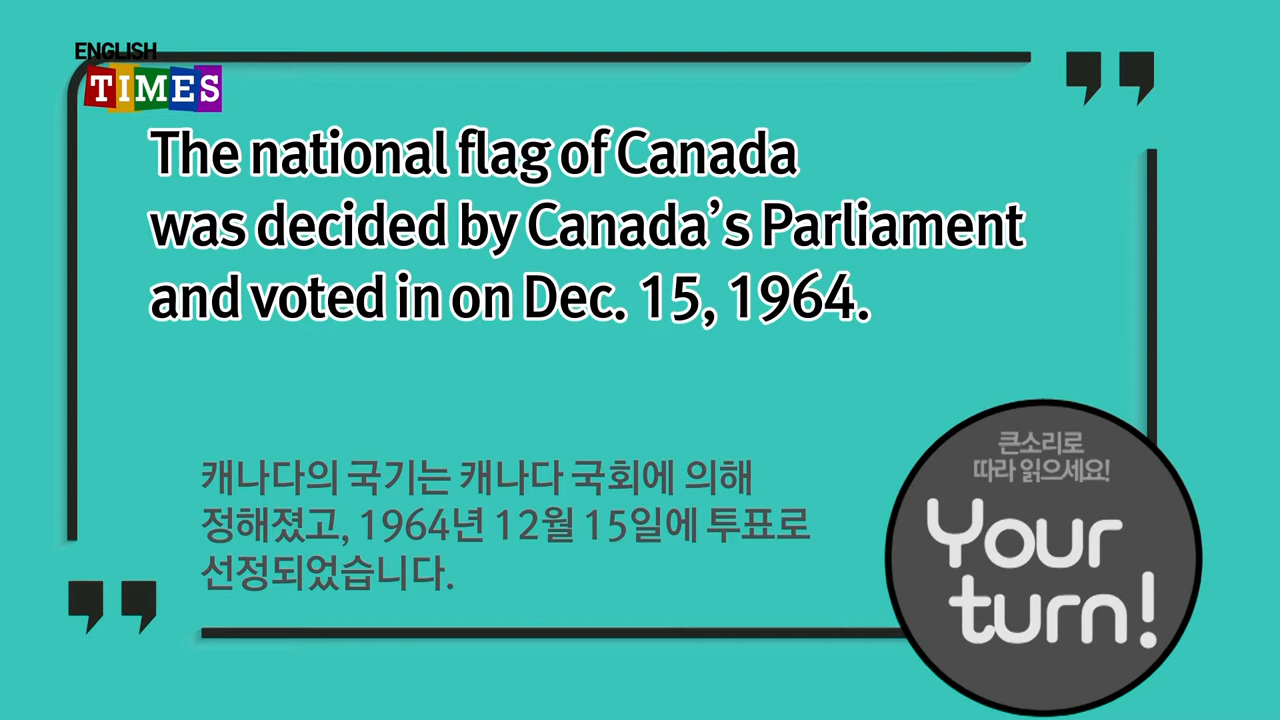 ENGLISH
TIMES
The national flag of Canada
was decided by Canada’s Parliament
and voted in on Dec. 15, 1964.
캐나다의 국기는 캐나다 국회에 의해
정해졌고, 1964년 12월 15일에 투표로
선정되었습니다.
큰소리로
따라 읽으세요!
Your
turn!